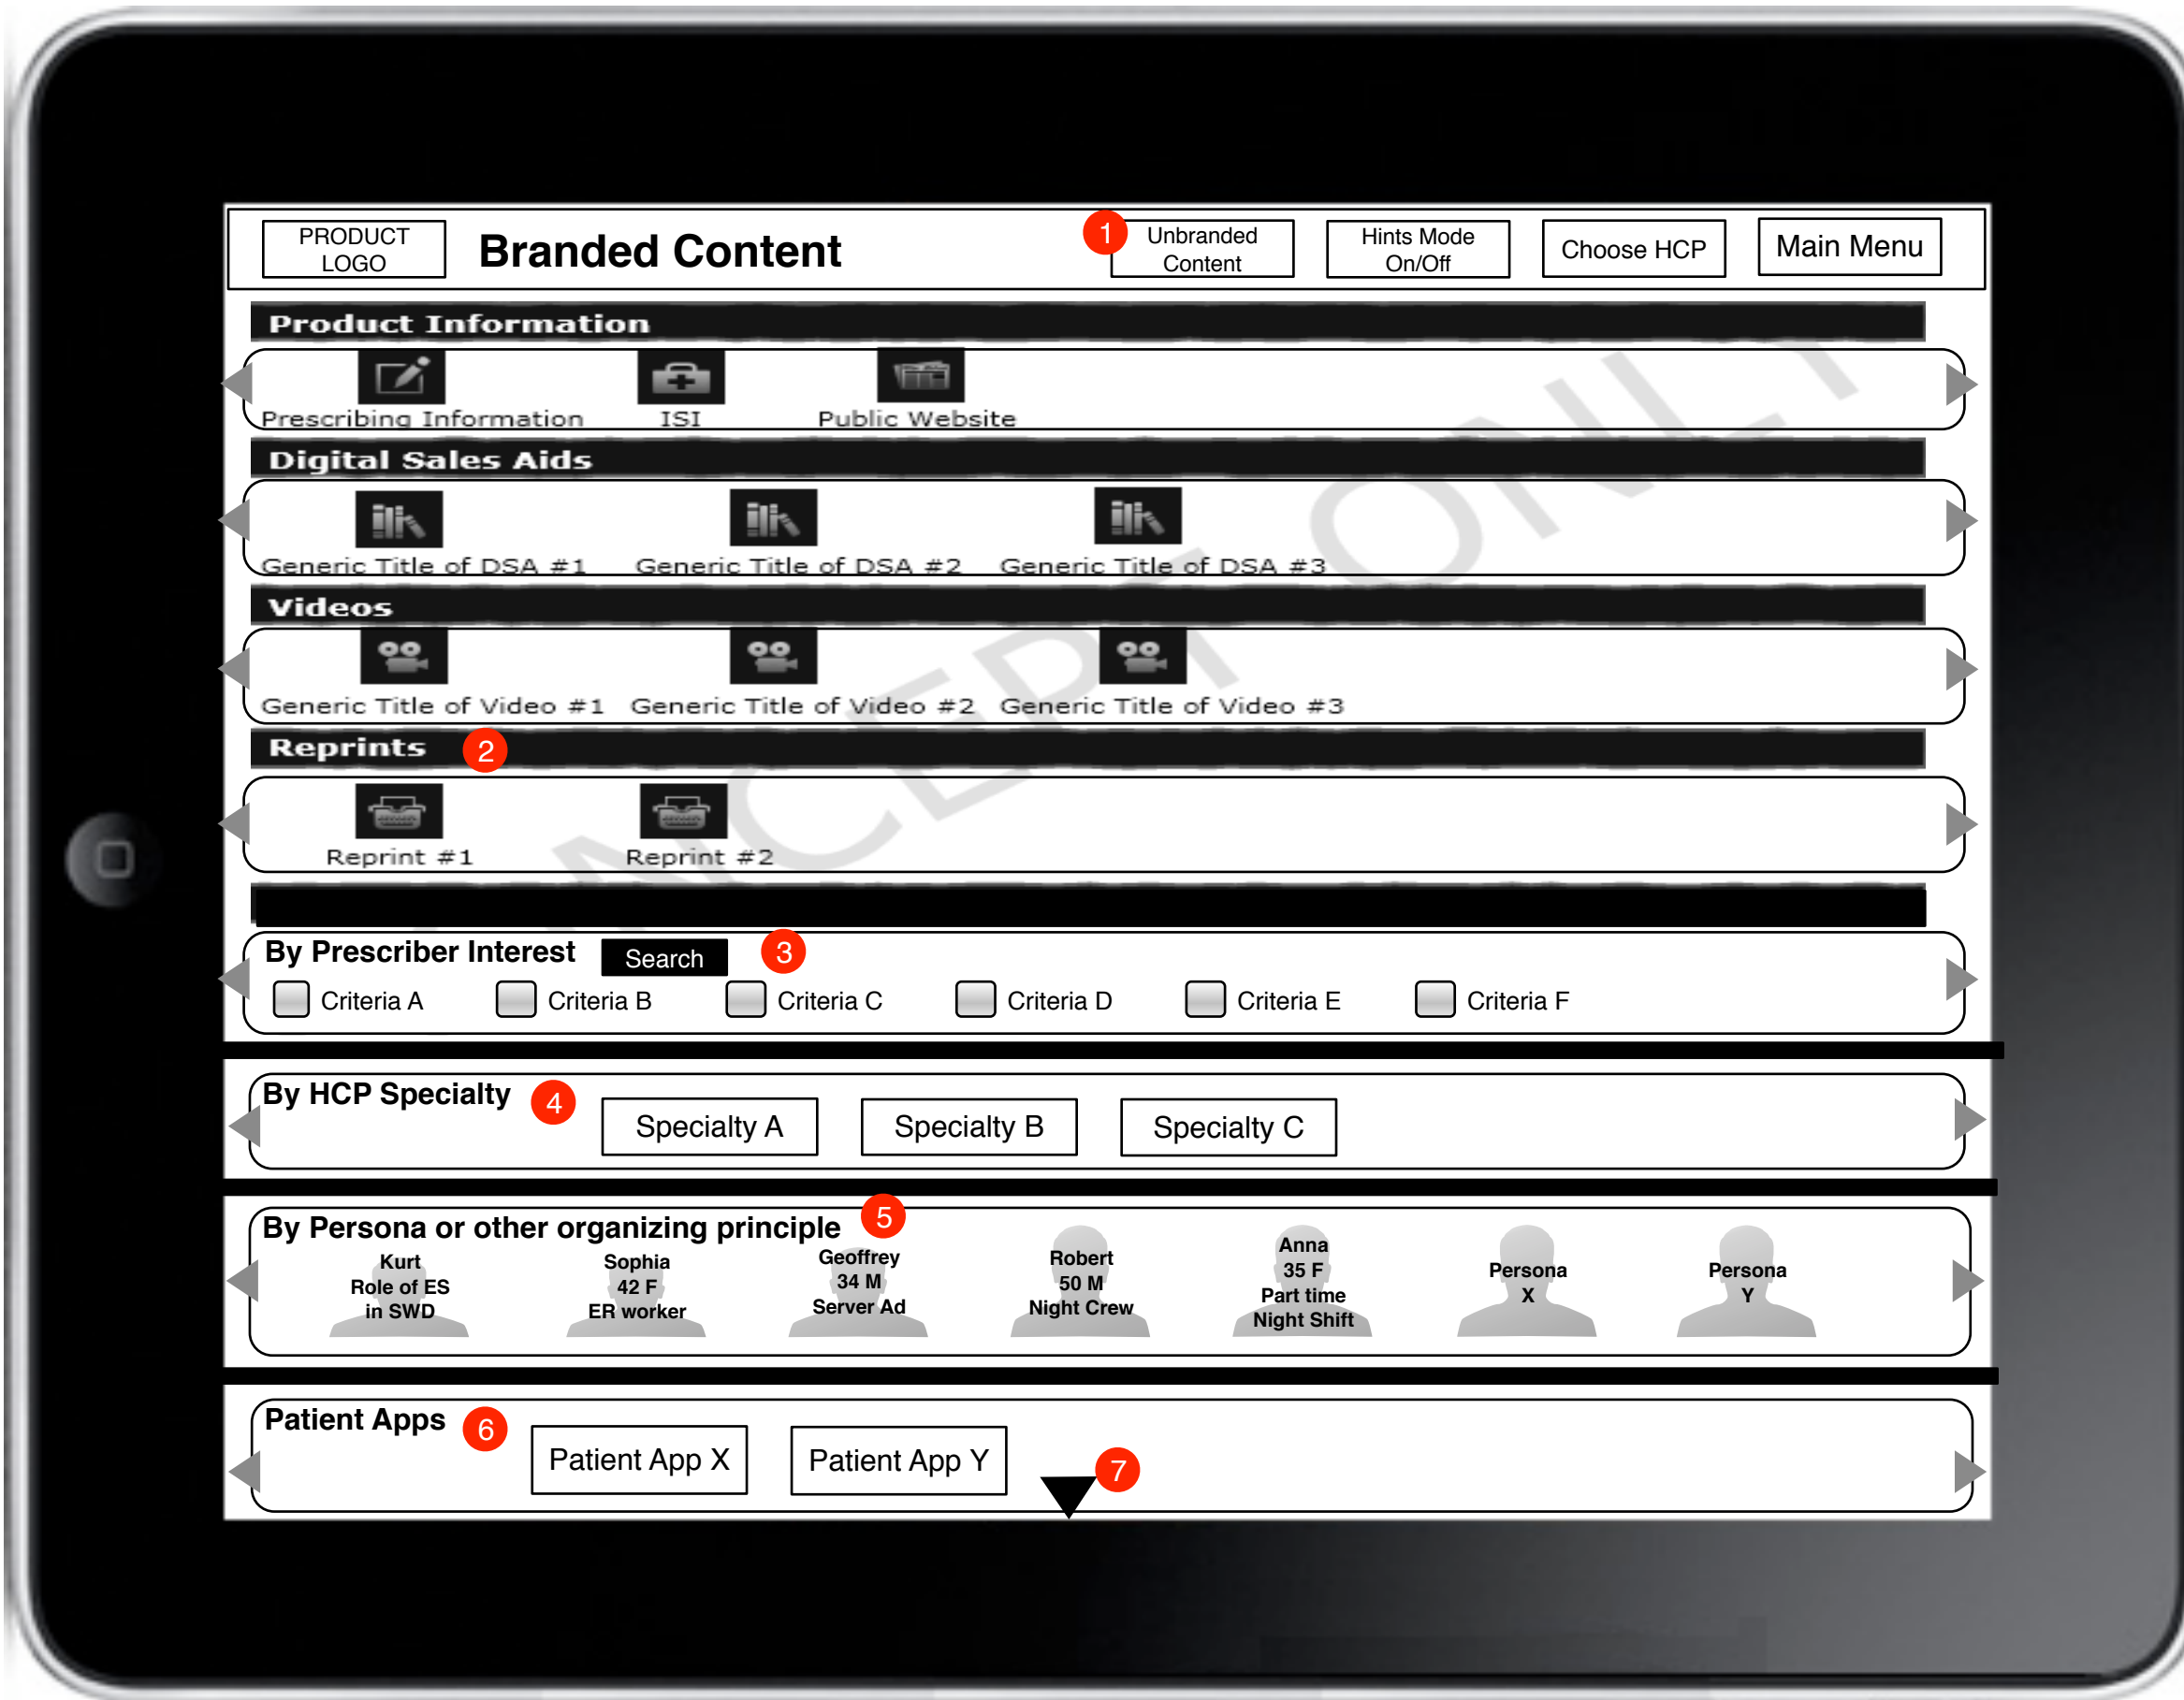 PRODUCT
LOGO
Branded Content
1
Unbranded
Content
Hints Mode
On/Off
Choose HCP
Main Menu
Product Information
Prescribing Information
ISI
Public Website
Digital Sales Aids
Generic Title of DSA #1
Generic Title of DSA #2
Generic Title of DSA #3
Videos
Generic Title of Video #1
Generic Title of Video #2
Generic Title of Video #3
Reprints
2
Reprint #1
Reprint #2
NCEPT ONLY
By Prescriber Interest
Search
3
Criteria A
Criteria B
Criteria C
Criteria D
Criteria E
Criteria F
By HCP Specialty
4
Specialty A
Specialty B
Specialty C
By Persona or other organizing principle
5
Kurt
Role of ES
in SWD
Sophia
42 F
ER worker
Geoffrey
34 M
Server Ad
Robert
50 M
Night Crew
Anna
35 F
Part time
Night Shift
Persona
X
Persona
Y
Patient Apps
6
Patient App X
Patient App Y
7